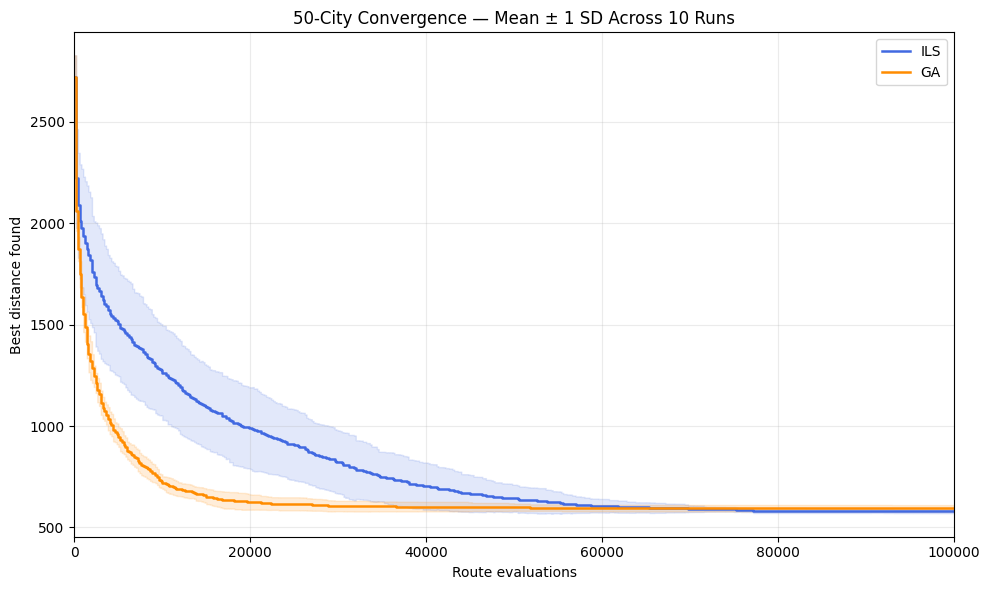 50-City Convergence — Mean ± 1 SD Across 10 Runs
ILS
GA
Best distance found
2500
2000
1500
1000
500
0
20000
40000
60000
80000
100000
Route evaluations